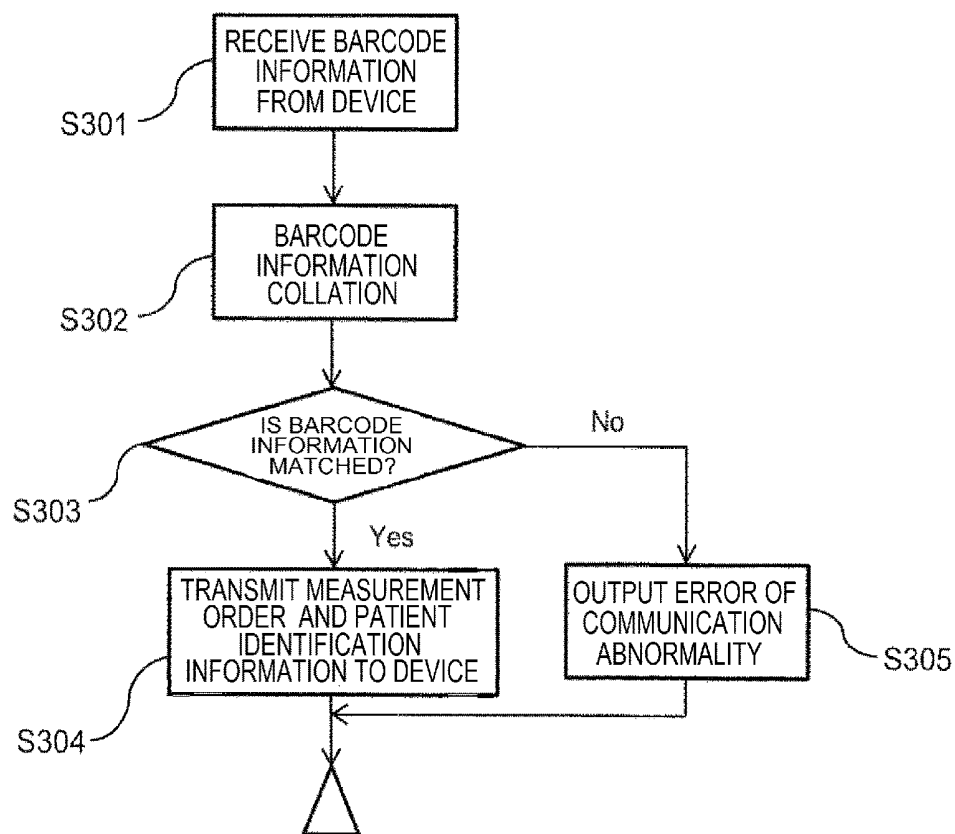 RECEIVE BARCODE
INFORMATION
FROM DEVICE
S301
BARCODE
INFORMATION
COLLATION
S302
IS BARCODE
INFORMATION
MATCHED?
No
S303
Yes
TRANSMIT MEASUREMENT
ORDER AND PATIENT
IDENTIFICATION
INFORMATION TO DEVICE
OUTPUT ERROR OF
COMMUNICATION
ABNORMALITY
S305
S304